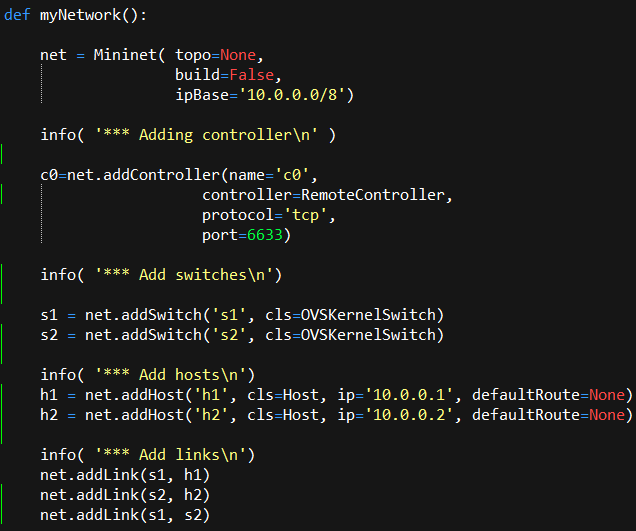 def myNetwork():
net = Mininet( topo=None,
build=False,
ipBase='10.0.0.0/8')
info( '*** Adding controller\n' )
c0=net.addController(name='c0',
controller=RemoteController,
protocol='tcp',
port=6633)
info( '*** Add switches\n')
s1 = net.addSwitch('s1', cls=OVSKernelSwitch)
s2 = net.addSwitch('s2', cls=OVSKernelSwitch)
info( '*** Add hosts\n')
h1 = net.addHost('h1', cls=Host, ip='10.0.0.1', defaultRoute=None)
h2 = net.addHost('h2', cls=Host, ip='10.0.0.2', defaultRoute=None)
info( '*** Add links\n')
net.addLink(s1, h1)
net.addLink(s2, h2)
net.addLink(s1, s2)